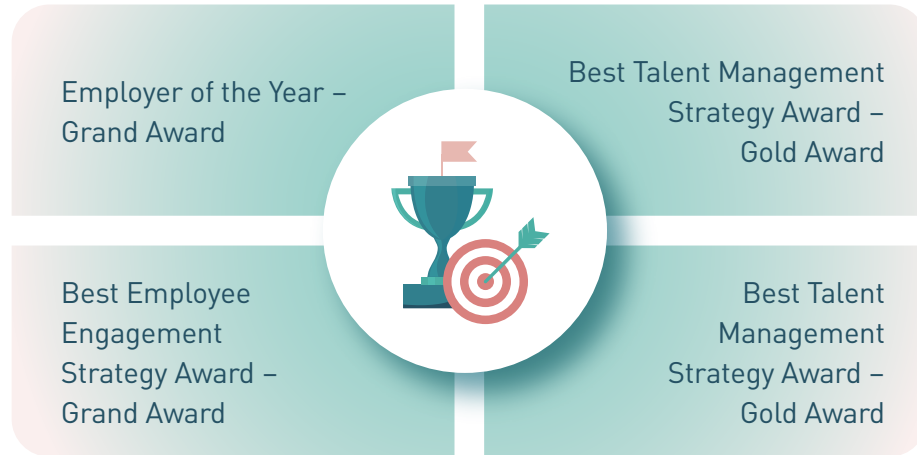 Employer of the Year –
Grand Award
Best Talent Management
Strategy Award –
Gold Award
Best Employee
Engagement
Strategy Award –
Grand Award
Best Talent
Management
Strategy Award –
Gold Award